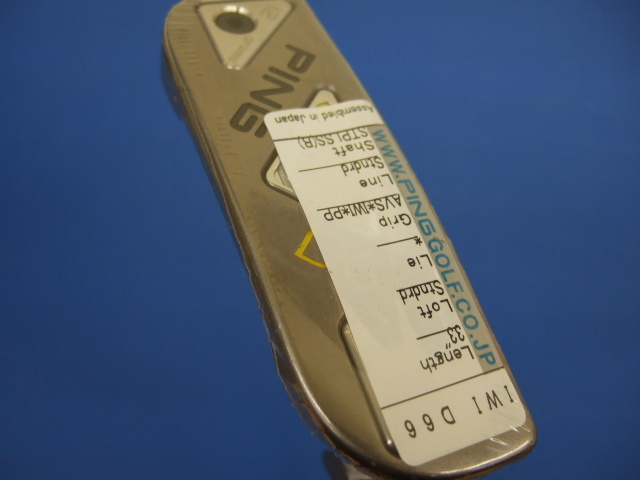 PING
IWI D66
Length
33"
Loft
Stndrd
Lie
*
Grip
AVS*IWI*PP
Line
Stndrd
Shaft
STPLSS(B)
Assembled in Japan
WWW.PINGGOLF.CO.JP